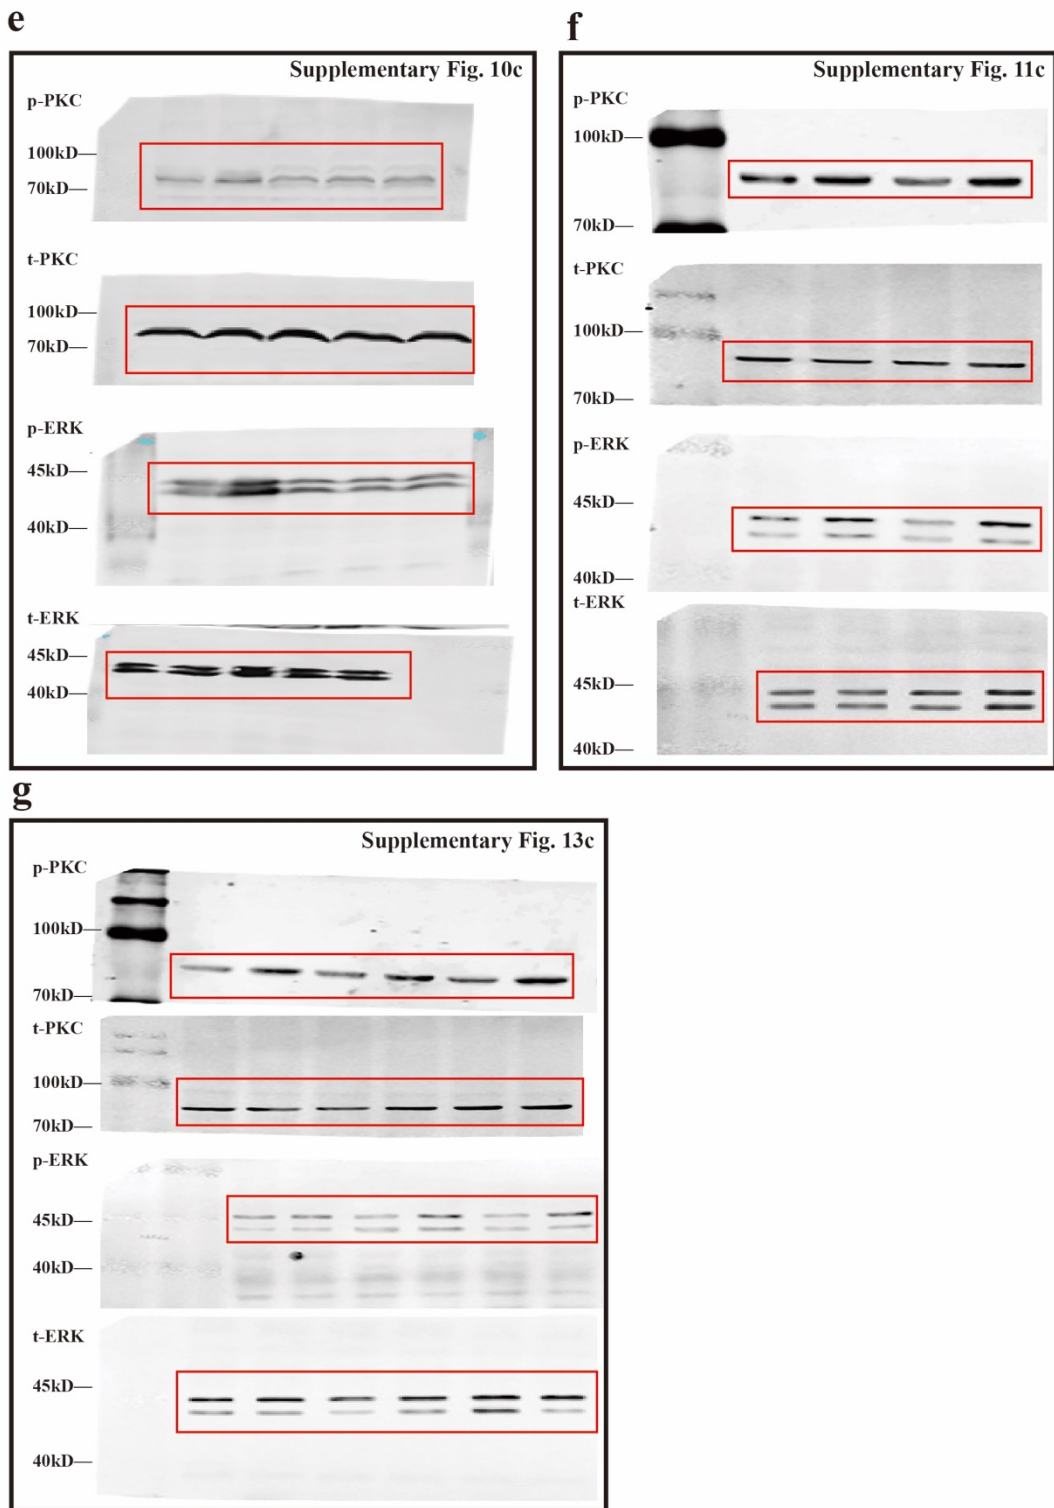 e
Supplementary Fig. 10c
p-PKC
100kD
70kD
t-PKC
100kD
70kD
p-ERK
45kD
40kD
t-ERK
45kD
40kD
f
Supplementary Fig. 11c
p-PKC
100kD
70kD
t-PKC
100kD
70kD
p-ERK
45kD
40kD
t-ERK
45kD
40kD
g
Supplementary Fig. 13c
p-PKC
100kD
70kD
t-PKC
100kD
70kD
p-ERK
45kD
40kD
t-ERK
45kD
40kD